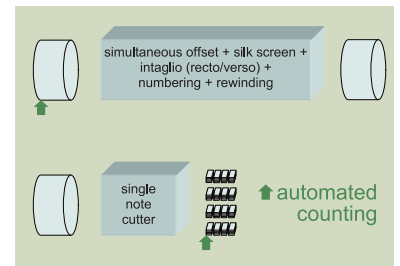 simultaneous offset + silk screen +
intaglio (recto/verso) +
numbering + rewinding
single
note
cutter
automated
counting